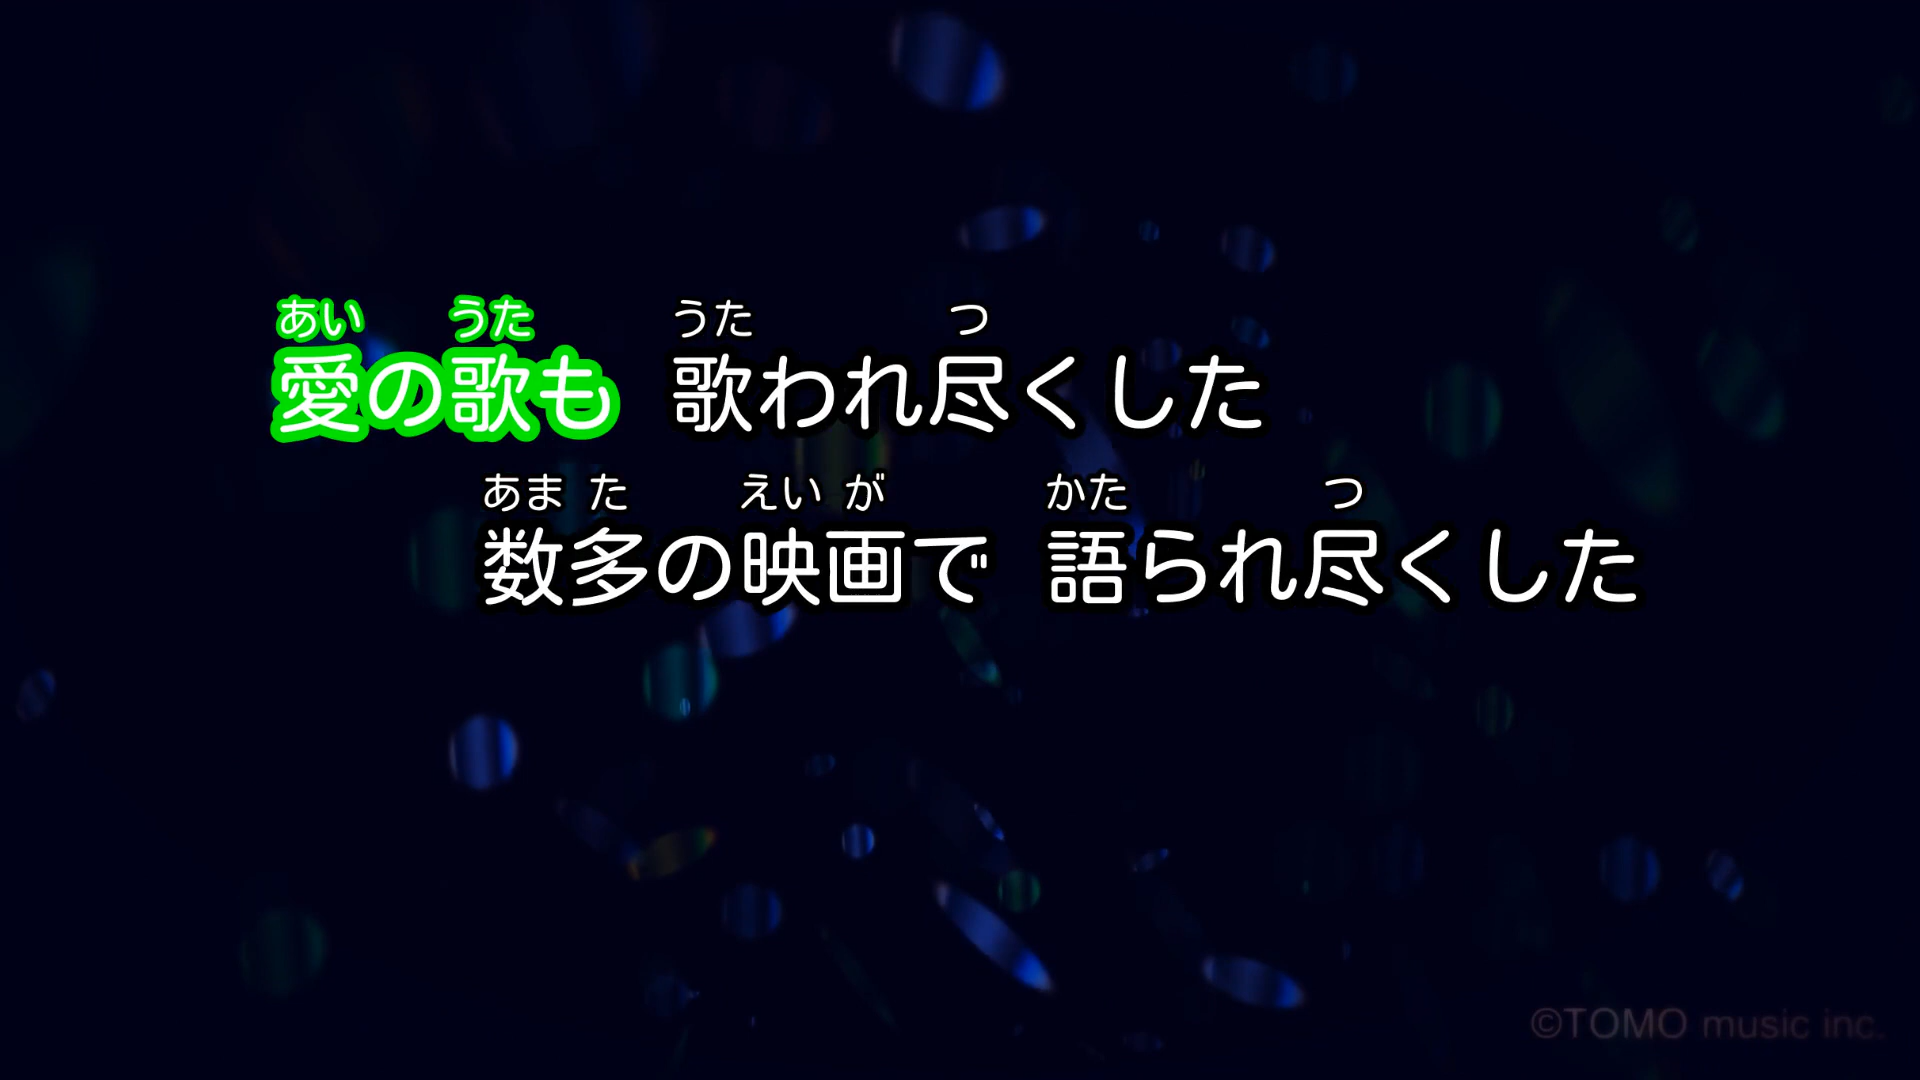 あい うた うた つ
愛の歌も 歌われ尽くした
あま た えい が かた つ
数多の映画で 語られ尽くした
©TOMO music inc.